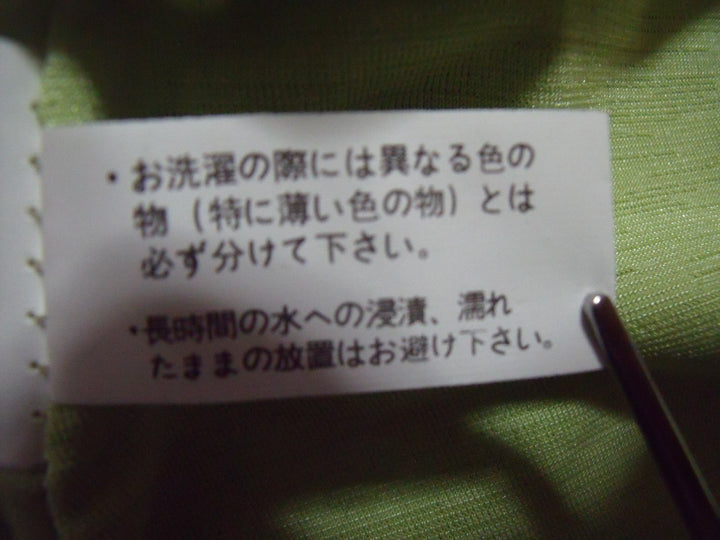 ・お洗濯の際には異なる色の
物（特に薄い色の物）とは
必ず分けて下さい。
・長時間の水への浸漬、濡れ
たままの放置はお避け下さい。